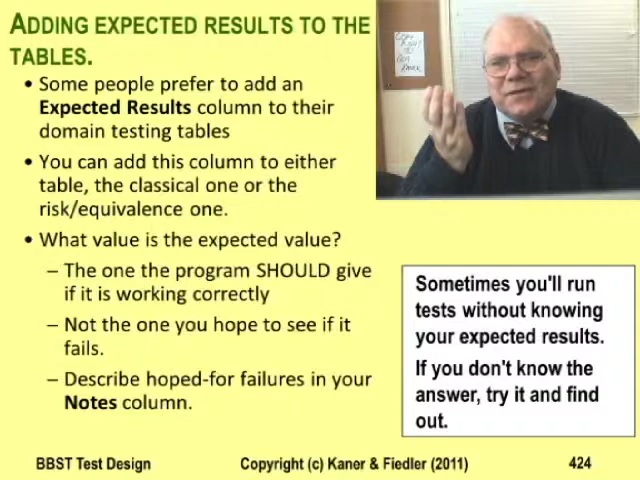 ADDING EXPECTED RESULTS TO THE
TABLES.
• Some people prefer to add an
Expected Results column to their
domain testing tables
• You can add this column to either
table, the classical one or the
risk/equivalence one.
• What value is the expected value?
– The one the program SHOULD give
if it is working correctly
– Not the one you hope to see if it
fails.
– Describe hoped-for failures in your
Notes column.
Sometimes you'll run
tests without knowing
your expected results.
If you don't know the
answer, try it and find
out.
BBST Test Design
Copyright (c) Kaner & Fiedler (2011)
424